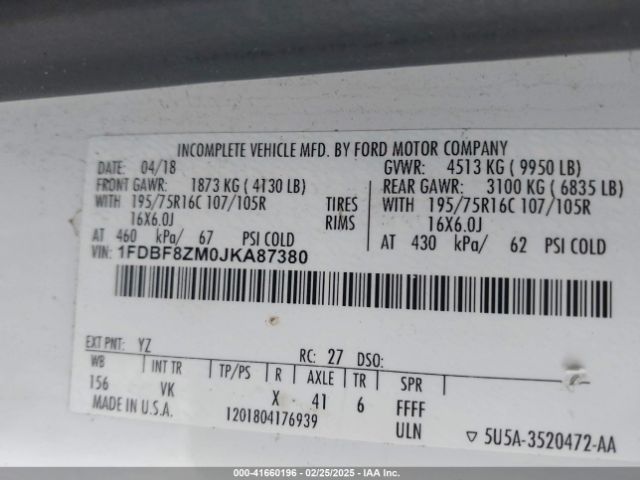 INCOMPLETE VEHICLE MFD. BY FORD MOTOR COMPANY
DATE: 04/18 GVWR: 4513 KG ( 9950 LB)
FRONT GAWR: 1873 KG ( 4130 LB) REAR GAWR: 3100 KG ( 6835 LB)
WITH 195/75R16C 107/105R TIRES WITH 195/75R16C 107/105R
16X6.0J RIMS 16X6.0J
AT 460 kPa/ 67 PSI COLD AT 430 kPa/ 62 PSI COLD
VIN: 1FDBF8ZM0JKA87380
EXT PNT: YZ RC: 27 DSO:
WB INT TR TP/PS R AXLE TR SPR
156 VK X 41 6 FFFF
MADE IN U.S.A. 1201804176939 ULN ▽ 5U5A-3520472-AA
000-41660196 - 02/25/2025 - IAA Inc.